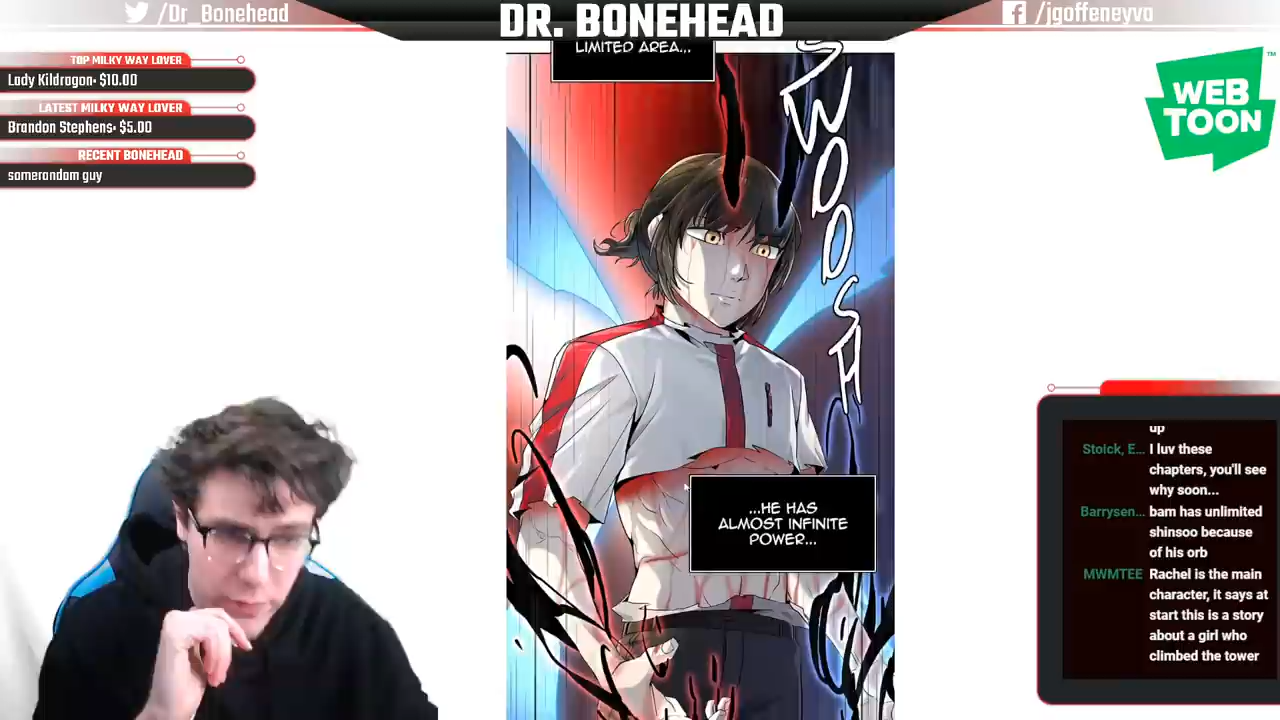 /Dr_Bonehead
DR. BONEHEAD
/jgoffeneyva
TOP MILKY WAY LOVER
Lady Kildragon: $10.00
LATEST MILKY WAY LOVER
Brandon Stephens: $5.00
RECENT BONEHEAD
somerandom guy
LIMITED AREA...
SWOOOSH
WEB
TOON
TM
...HE HAS
ALMOST INFINITE
POWER...
up
Stoick, E... I luv these
chapters, you'll see
why soon...
Barrysen... bam has unlimited
shinsoo because
of his orb
MWMTEE Rachel is the main
character, it says at
start this is a story
about a girl who
climbed the tower